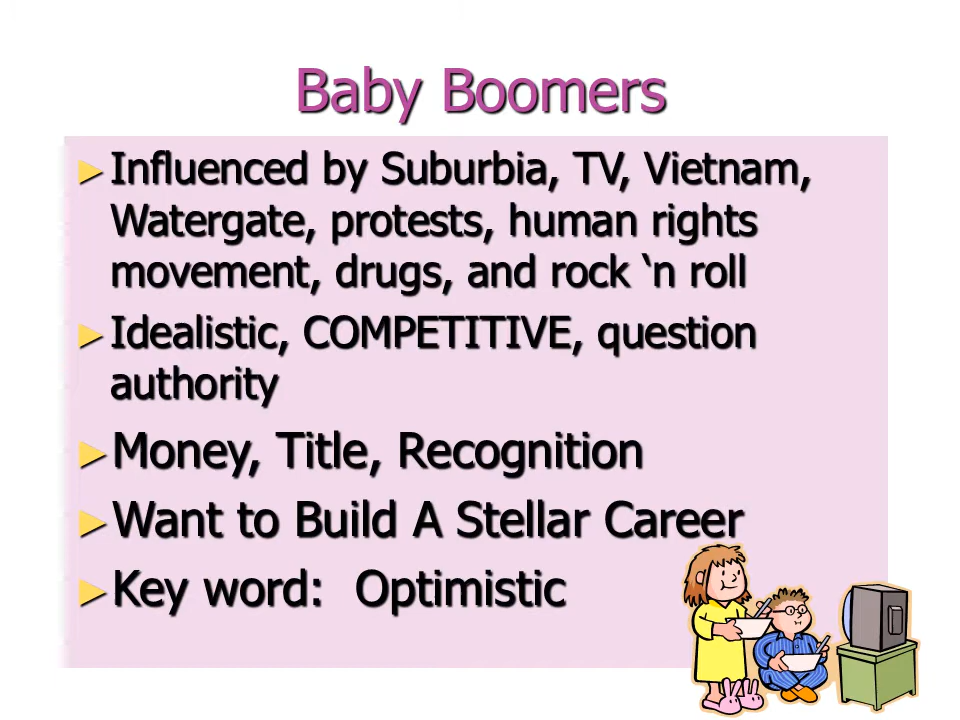 Baby Boomers
►Influenced by Suburbia, TV, Vietnam,
Watergate, protests, human rights
movement, drugs, and rock ‘n roll
►Idealistic, COMPETITIVE, question
authority
►Money, Title, Recognition
►Want to Build A Stellar Career
►Key word:  Optimistic